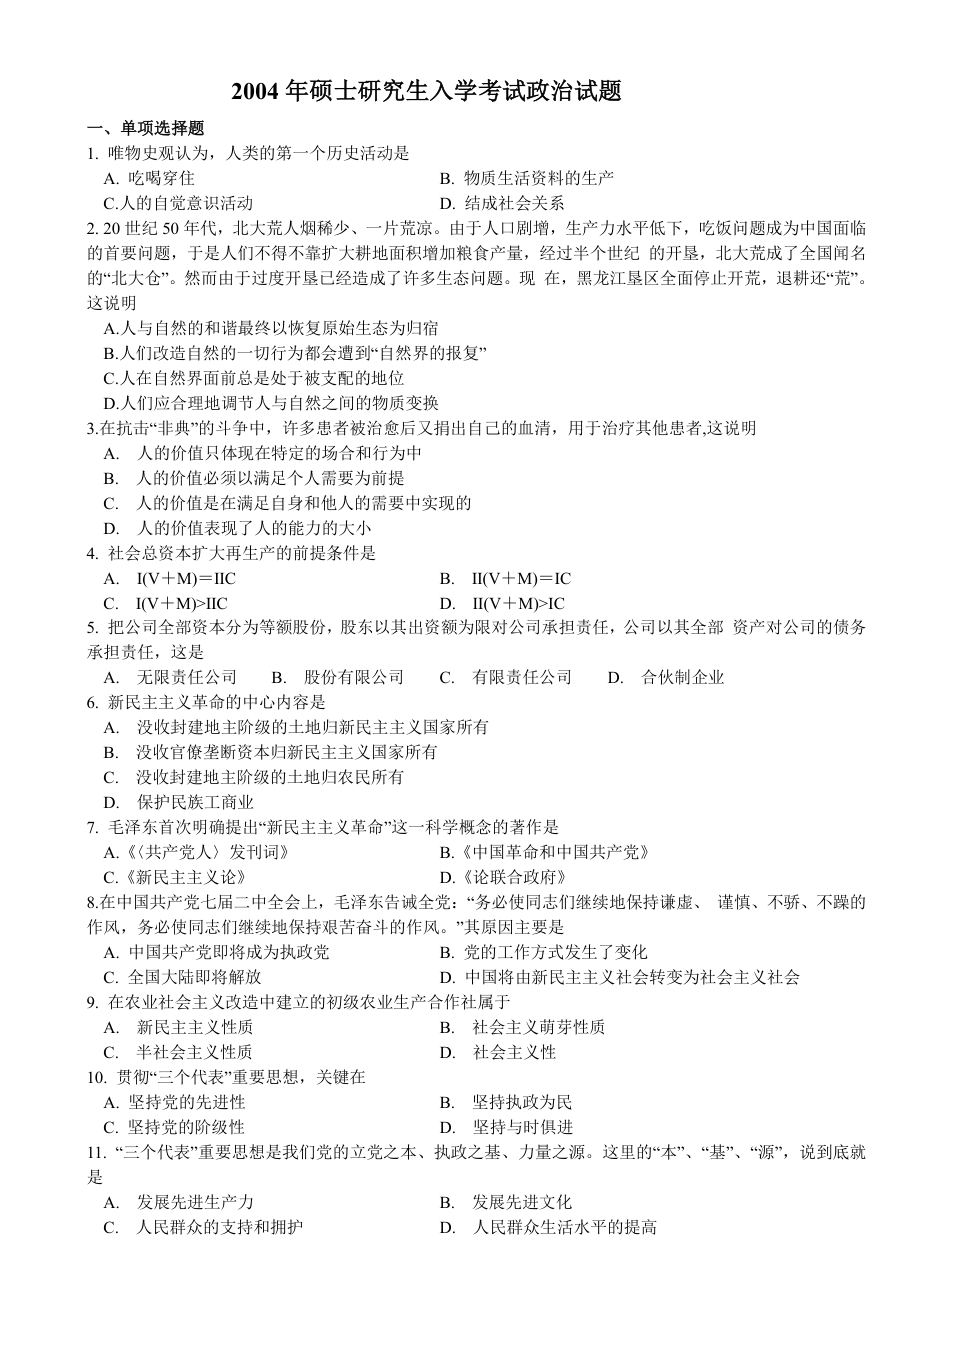 2004 年硕士研究生入学考试政治试题
一、单项选择题
1. 唯物史观认为，人类的第一个历史活动是
A. 吃喝穿住 B. 物质生活资料的生产
C.人的自觉意识活动 D. 结成社会关系
2. 20 世纪 50 年代，北大荒人烟稀少、一片荒凉。由于人口剧增，生产力水平低下，吃饭问题成为中国面临
的首要问题，于是人们不得不靠扩大耕地面积增加粮食产量，经过半个世纪 的开垦，北大荒成了全国闻名
的“北大仓”。然而由于过度开垦已经造成了许多生态问题。现 在，黑龙江垦区全面停止开荒，退耕还“荒”。
这说明
A.人与自然的和谐最终以恢复原始生态为归宿
B.人们改造自然的一切行为都会遭到“自然界的报复”
C.人在自然界面前总是处于被支配的地位
D.人们应合理地调节人与自然之间的物质变换
3.在抗击“非典”的斗争中，许多患者被治愈后又捐出自己的血清，用于治疗其他患者,这说明
A. 人的价值只体现在特定的场合和行为中
B. 人的价值必须以满足个人需要为前提
C. 人的价值是在满足自身和他人的需要中实现的
D. 人的价值表现了人的能力的大小
4. 社会总资本扩大再生产的前提条件是
A. I(V＋M)＝IIC B. II(V＋M)＝IC
C. I(V＋M)>IIC D. II(V＋M)>IC
5. 把公司全部资本分为等额股份，股东以其出资额为限对公司承担责任，公司以其全部 资产对公司的债务
承担责任，这是
A. 无限责任公司 B. 股份有限公司 C. 有限责任公司 D. 合伙制企业
6. 新民主主义革命的中心内容是
A. 没收封建地主阶级的土地归新民主主义国家所有
B. 没收官僚垄断资本归新民主主义国家所有
C. 没收封建地主阶级的土地归农民所有
D. 保护民族工商业
7. 毛泽东首次明确提出“新民主主义革命”这一科学概念的著作是
A.《〈共产党人〉发刊词》 B.《中国革命和中国共产党》
C.《新民主主义论》 D.《论联合政府》
8.在中国共产党七届二中全会上，毛泽东告诫全党：“务必使同志们继续地保持谦虚、 谨慎、不骄、不躁的
作风，务必使同志们继续地保持艰苦奋斗的作风。”其原因主要是
A. 中国共产党即将成为执政党 B. 党的工作方式发生了变化
C. 全国大陆即将解放 D. 中国将由新民主主义社会转变为社会主义社会
9. 在农业社会主义改造中建立的初级农业生产合作社属于
A. 新民主主义性质 B. 社会主义萌芽性质
C. 半社会主义性质 D. 社会主义性
10. 贯彻“三个代表”重要思想，关键在
A. 坚持党的先进性 B. 坚持执政为民
C. 坚持党的阶级性 D. 坚持与时俱进
11. “三个代表”重要思想是我们党的立党之本、执政之基、力量之源。这里的“本”、“基”、“源”，说到底就
是
A. 发展先进生产力 B. 发展先进文化
C. 人民群众的支持和拥护 D. 人民群众生活水平的提高